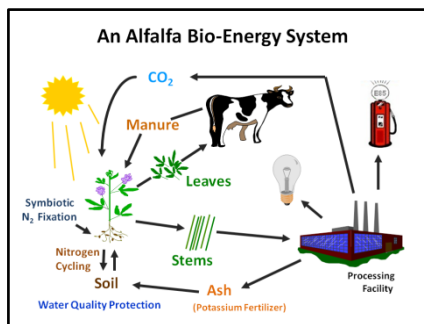 An Alfalfa Bio-Energy System
CO₂
Manure
Leaves
Symbiotic
N₂ Fixation
Nitrogen
Cycling
Stems
Soil
Ash
(Potassium Fertilizer)
Processing
Facility
Water Quality Protection